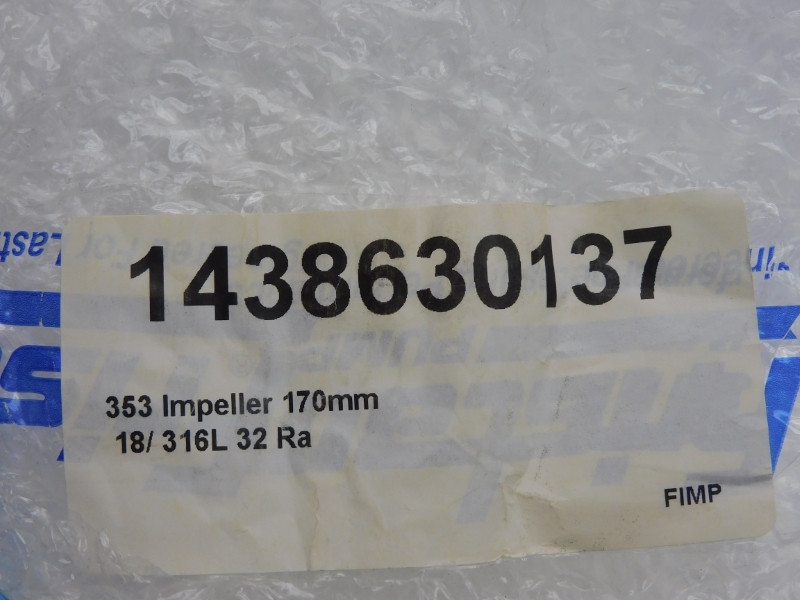 1438630137
353 Impeller 170mm
18/ 316L 32 Ra
FIMP